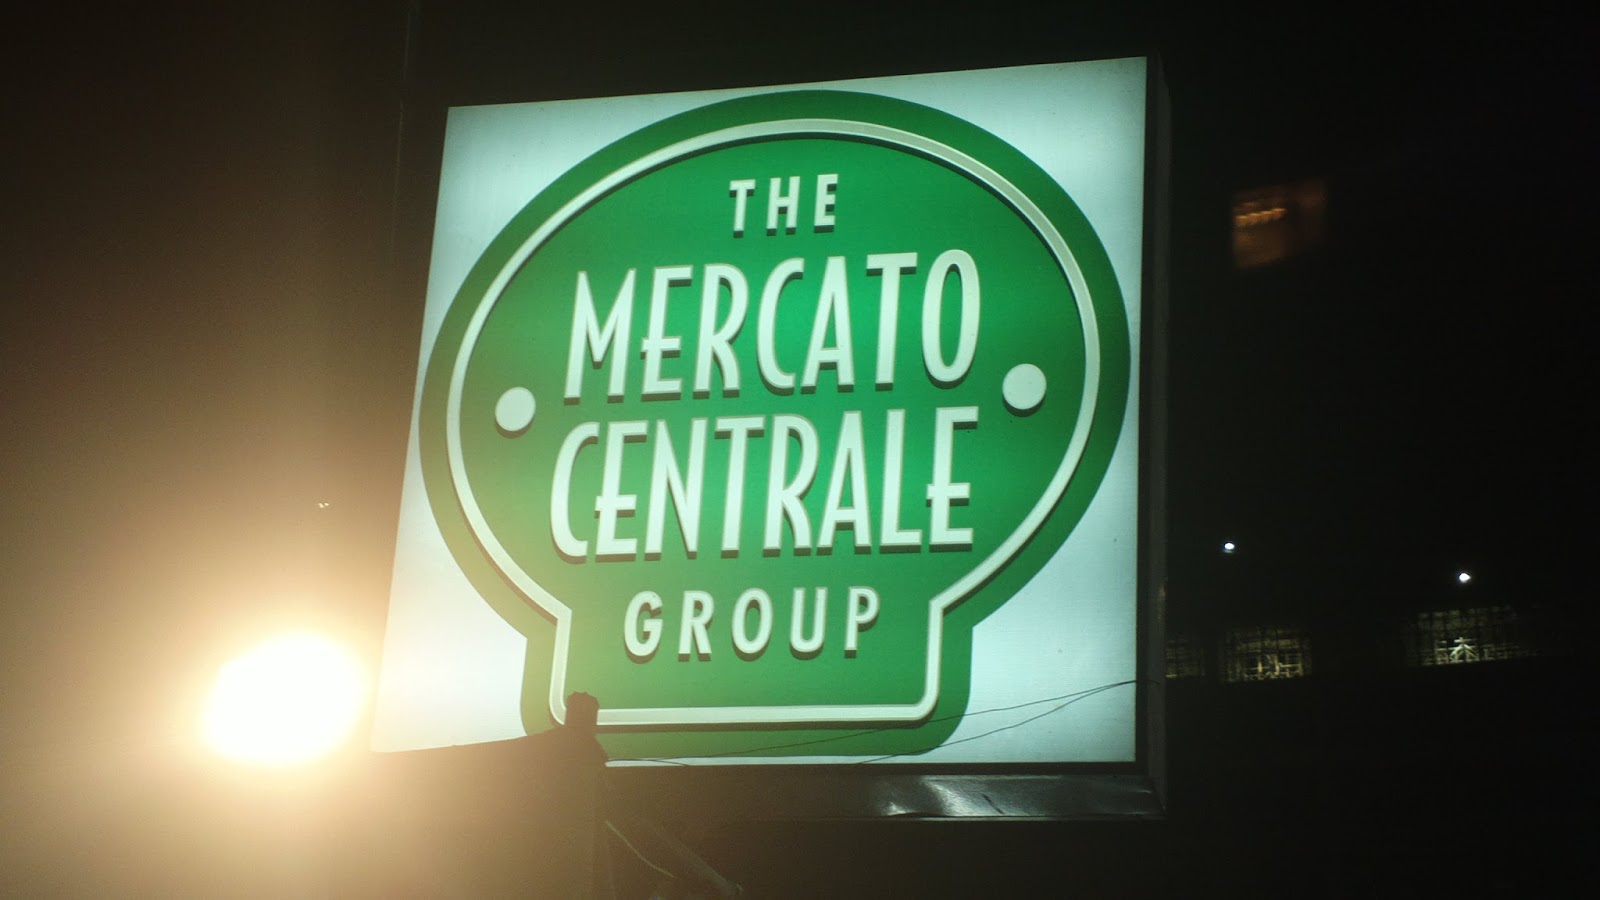 THE
MERCATO
CENTRALE
GROUP